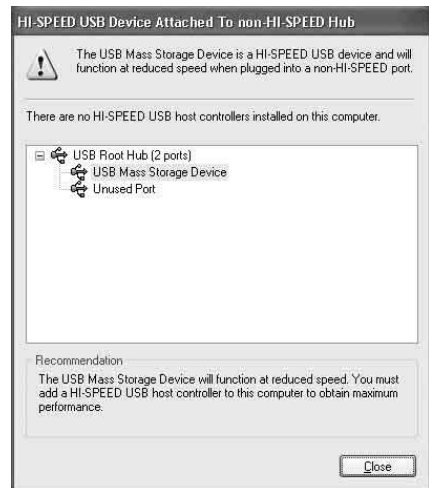 HI-SPEED USB Device Attached To non-HI-SPEED Hub
The USB Mass Storage Device is a HI-SPEED USB device and will
function at reduced speed when plugged into a non-HI-SPEED port.
There are no HI-SPEED USB host controllers installed on this computer.
USB Root Hub (2 ports)
USB Mass Storage Device
Unused Port
Recommendation
The USB Mass Storage Device will function at reduced speed. You must
add a HI-SPEED USB host controller to this computer to obtain maximum
performance.
Close